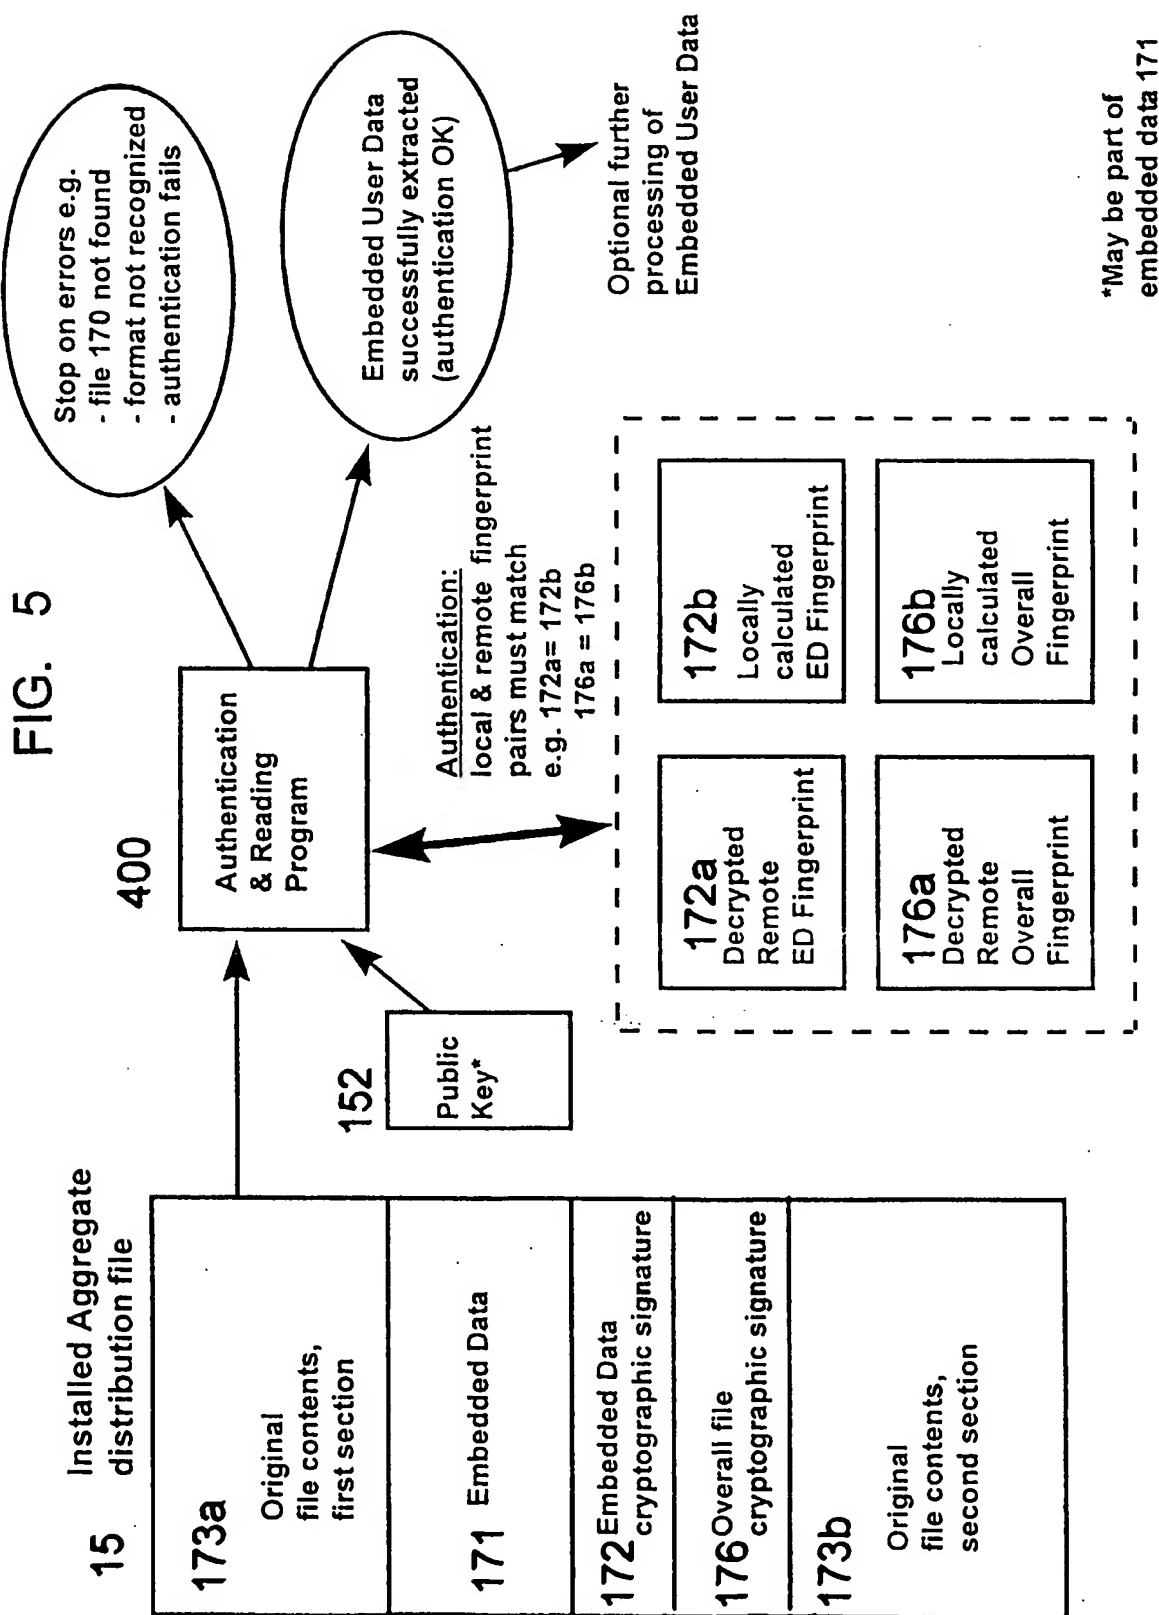 FIG. 5
15
Installed Aggregate
distribution file
173a
Original
file contents,
first section
171 Embedded Data
172 Embedded Data
cryptographic signature
176 Overall file
cryptographic signature
173b
Original
file contents,
second section
152
Public
Key*
400
Authentication
& Reading
Program
Stop on errors e.g.
- file 170 not found
- format not recognized
- authentication fails
Embedded User Data
successfully extracted
(authentication OK)
Optional further
processing of
Embedded User Data
Authentication:
local & remote fingerprint
pairs must match
e.g. 172a= 172b
176a = 176b
172a
Decrypted
Remote
ED Fingerprint
172b
Locally
calculated
ED Fingerprint
176a
Decrypted
Remote
Overall
Fingerprint
176b
Locally
calculated
Overall
Fingerprint
*May be part of
embedded data 171